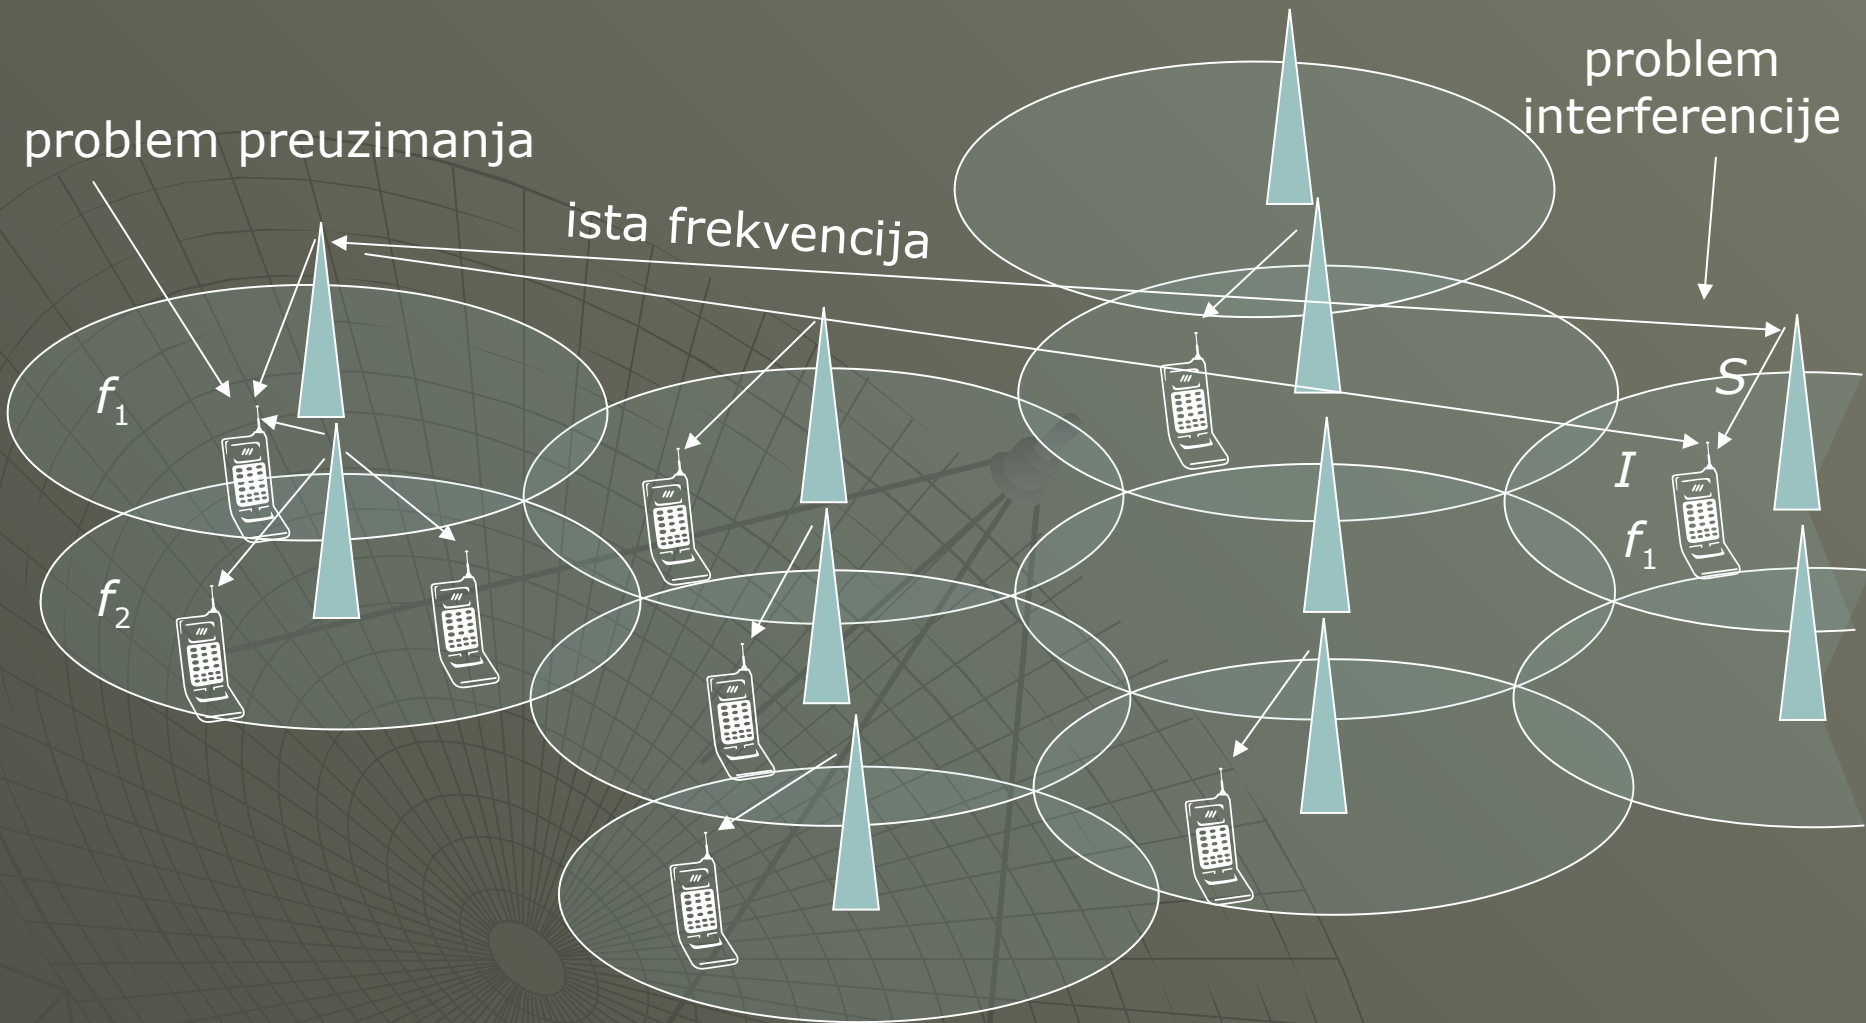 problem
interferencije
problem preuzimanja
ista frekvencija
f1
S
I
f1
f2